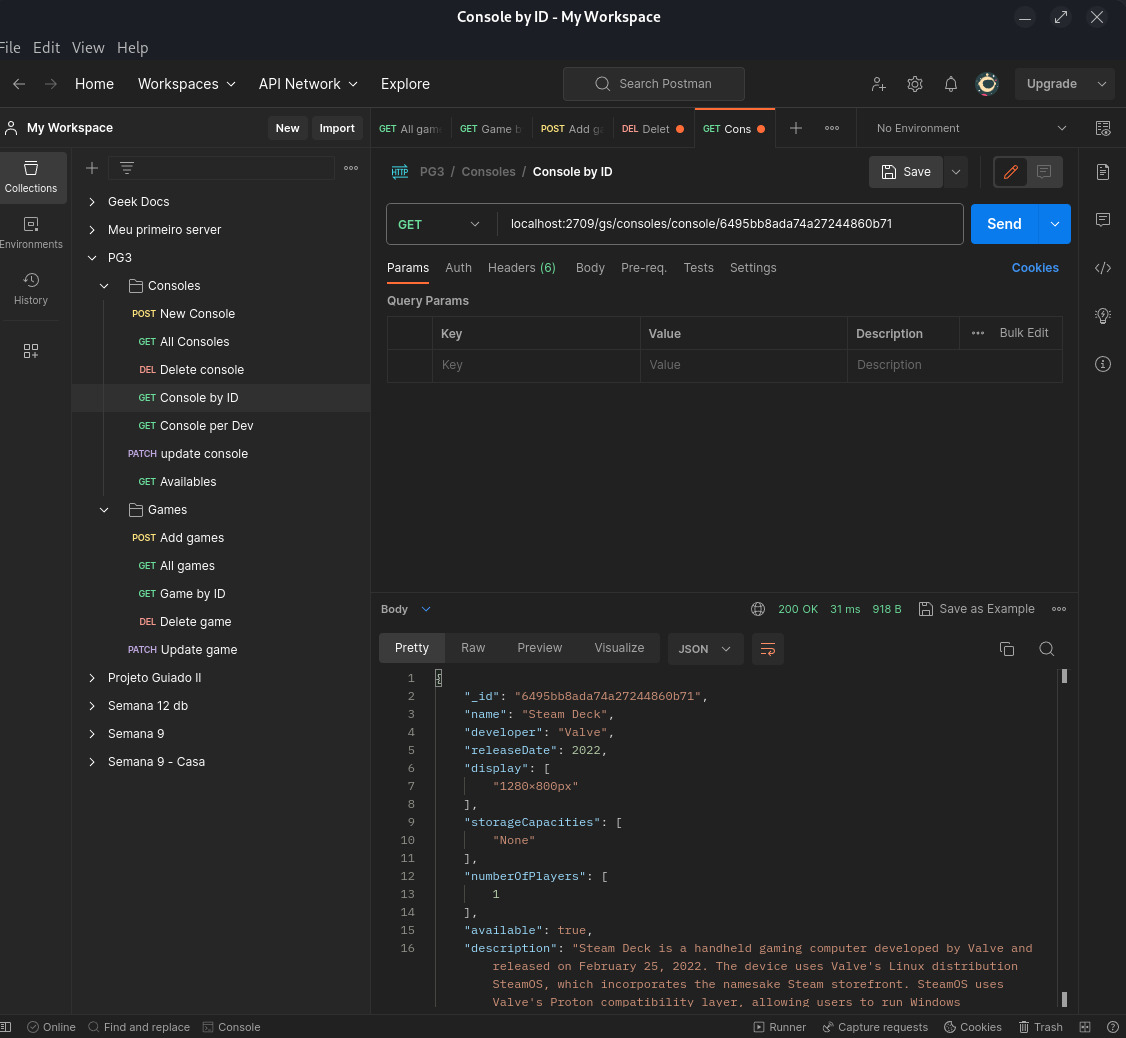 Console by ID - My Workspace
File Edit View Help
Home Workspaces API Network Explore Search Postman Upgrade
My Workspace New Import
GET All game GET Game b POST Add ga DEL Delet GET Cons No Environment
Collections
Environments
History
Geek Docs
Meu primeiro server
PG3
Consoles
POST New Console
GET All Consoles
DEL Delete console
GET Console by ID
GET Console per Dev
PATCH update console
GET Availables
Games
POST Add games
GET All games
GET Game by ID
DEL Delete game
PATCH Update game
Projeto Guiado II
Semana 12 db
Semana 9
Semana 9 - Casa
HTTP PG3 / Consoles / Console by ID Save
GET localhost:2709/gs/consoles/console/6495bb8ada74a27244860b71 Send
Params Auth Headers (6) Body Pre-req. Tests Settings Cookies
Query Params
Key Value Description Bulk Edit
Key Value Description
Body 200 OK 31 ms 918 B Save as Example
Pretty Raw Preview Visualize JSON
1 {
2 "_id": "6495bb8ada74a27244860b71",
3 "name": "Steam Deck",
4 "developer": "Valve",
5 "releaseDate": 2022,
6 "display": [
7 "1280×800px"
8 ],
9 "storageCapacities": [
10 "None"
11 ],
12 "numberOfPlayers": [
13 1
14 ],
15 "available": true,
16 "description": "Steam Deck is a handheld gaming computer developed by Valve and
released on February 25, 2022. The device uses Valve's Linux distribution
SteamOS, which incorporates the namesake Steam storefront. SteamOS uses
Valve's Proton compatibility layer, allowing users to run Windows
Online Find and replace Console Runner Capture requests Cookies Trash